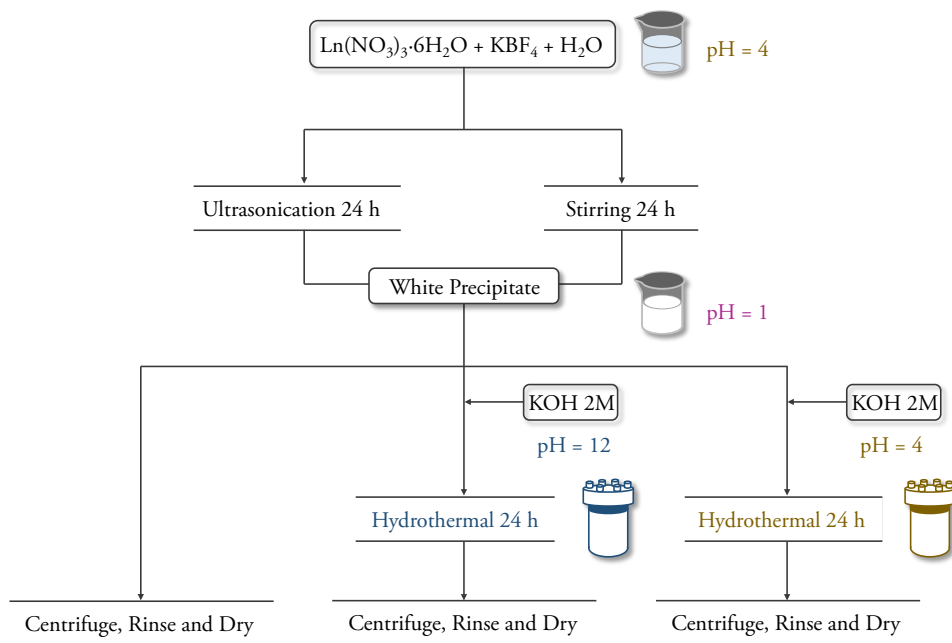 Ln(NO₃)₃·6H₂O + KBF₄ + H₂O
pH = 4
Ultrasonication 24 h
Stirring 24 h
White Precipitate
pH = 1
KOH 2M
KOH 2M
pH = 12
pH = 4
Hydrothermal 24 h
Hydrothermal 24 h
Centrifuge, Rinse and Dry
Centrifuge, Rinse and Dry
Centrifuge, Rinse and Dry